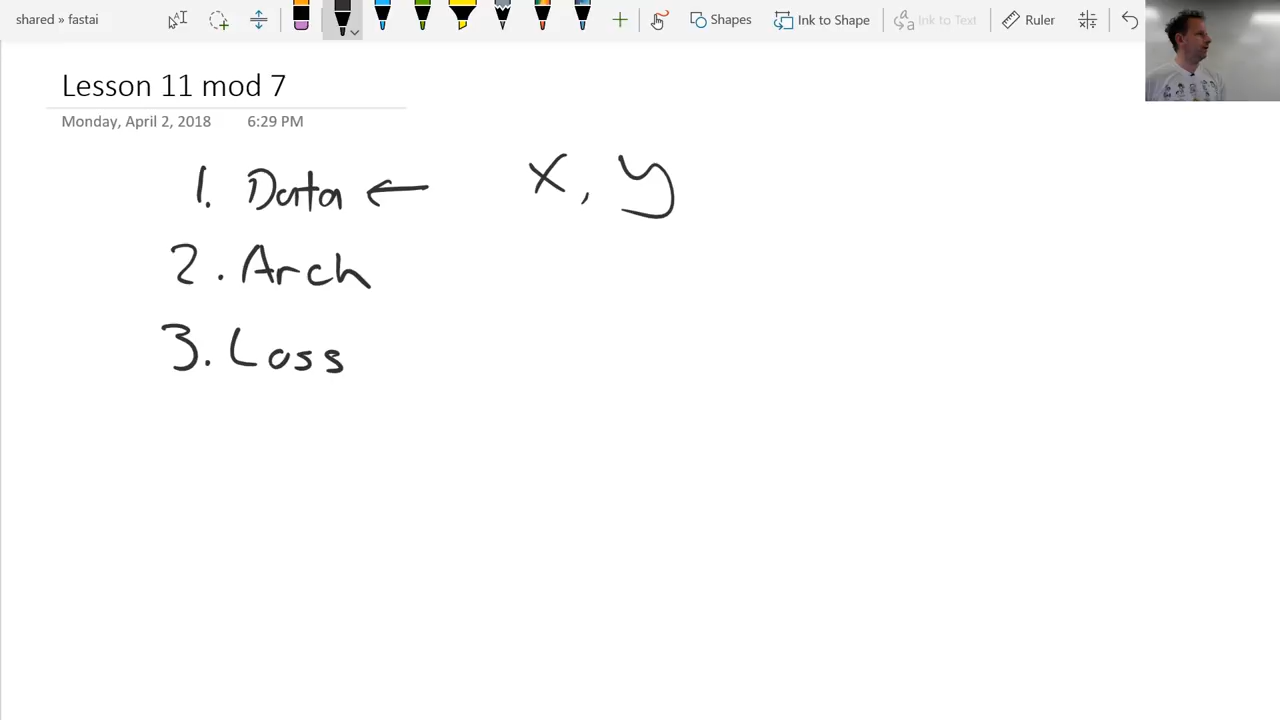 shared » fastai
Shapes
Ink to Shape
Ink to Text
Ruler
Lesson 11 mod 7
Monday, April 2, 2018 6:29 PM
1. Data ← x, y
2. Arch
3. Loss